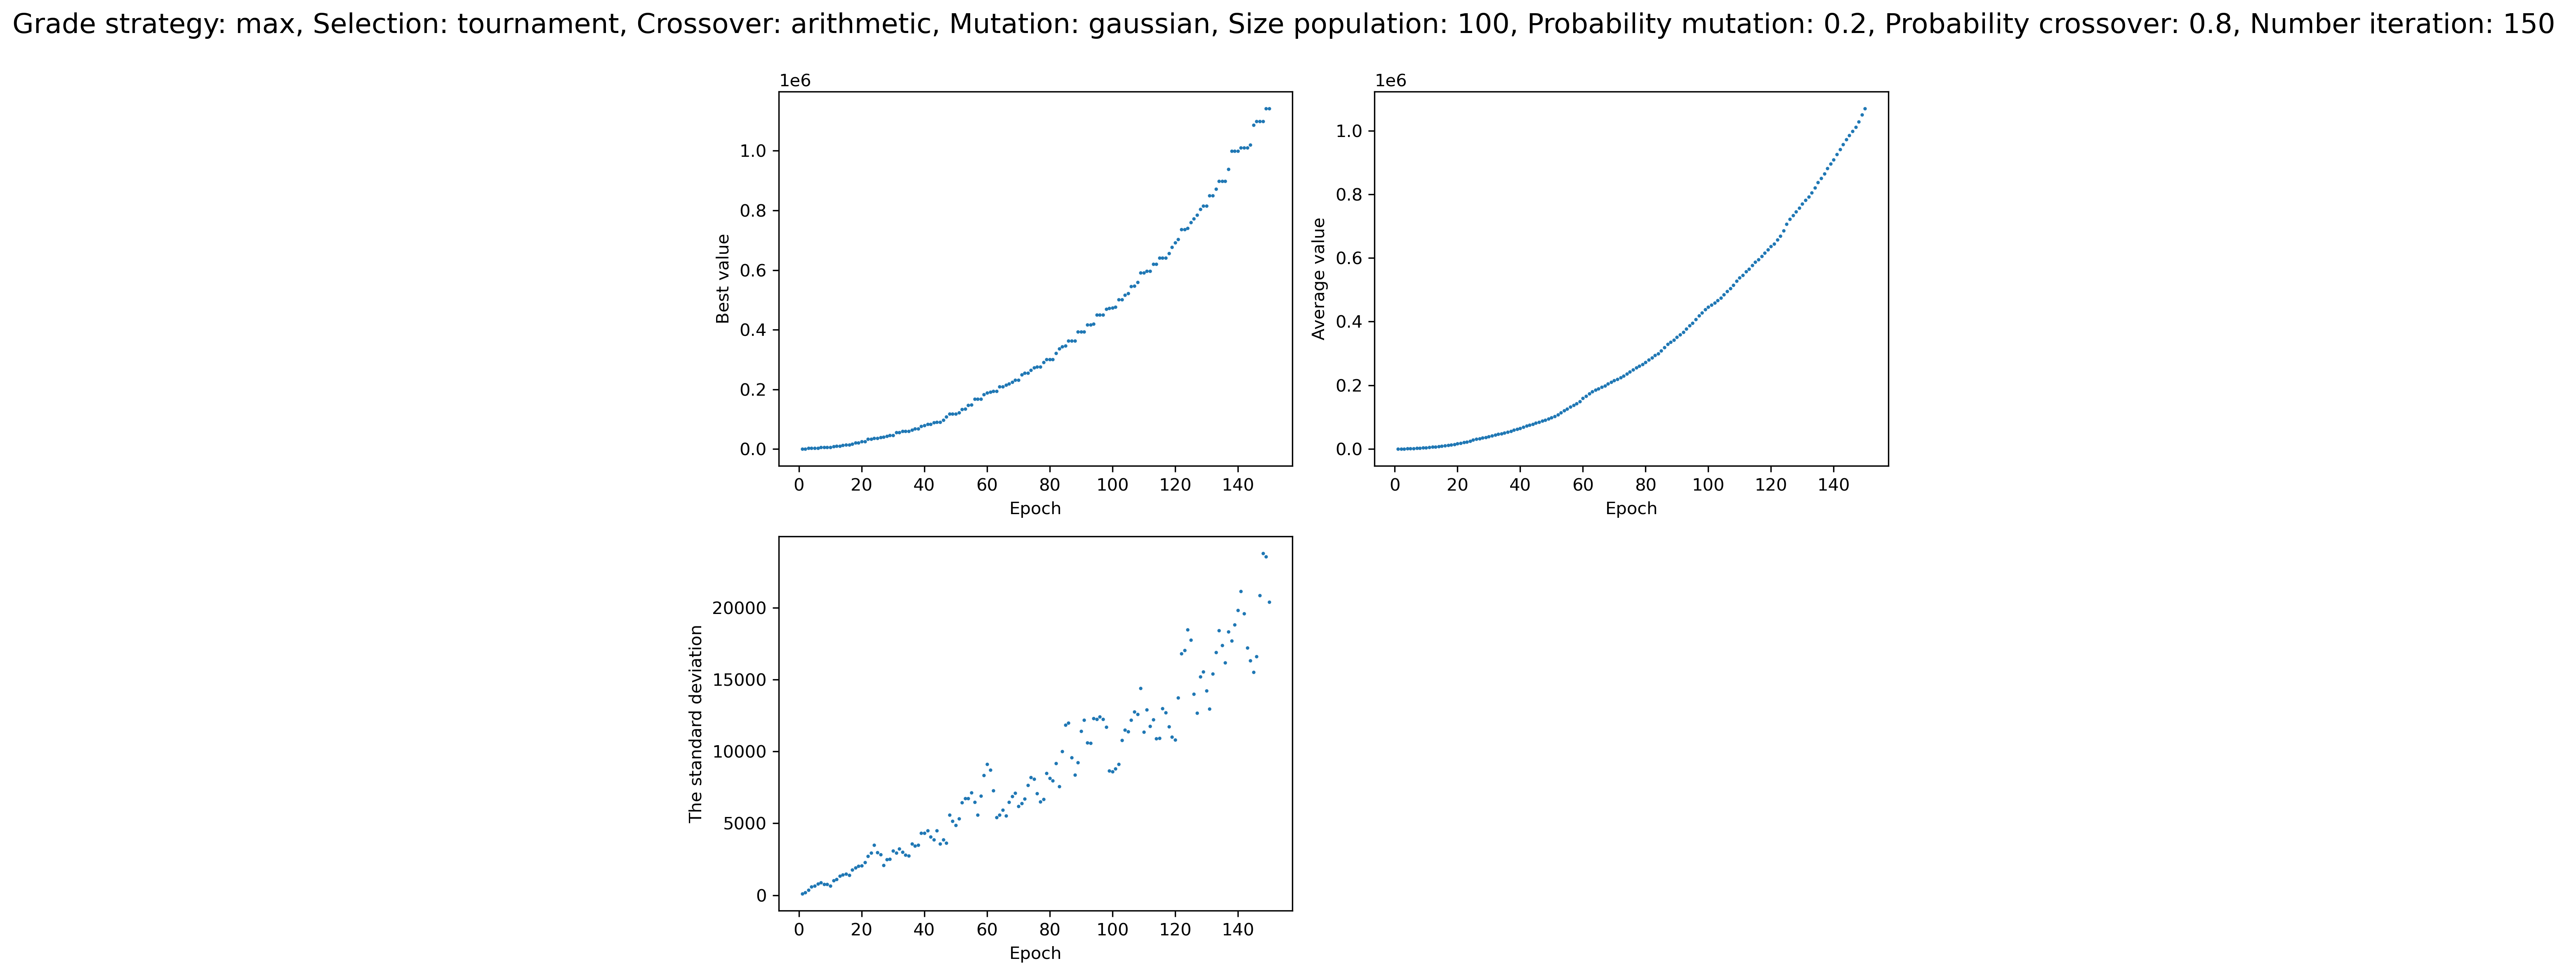 Grade strategy: max, Selection: tournament, Crossover: arithmetic, Mutation: gaussian, Size population: 100, Probability mutation: 0.2, Probability crossover: 0.8, Number iteration: 150
1e6
1.0
0.8
0.6
0.4
0.2
0.0
Best value
0 20 40 60 80 100 120 140
Epoch
1e6
1.0
0.8
0.6
0.4
0.2
0.0
Average value
0 20 40 60 80 100 120 140
Epoch
20000
15000
10000
5000
0
The standard deviation
0 20 40 60 80 100 120 140
Epoch